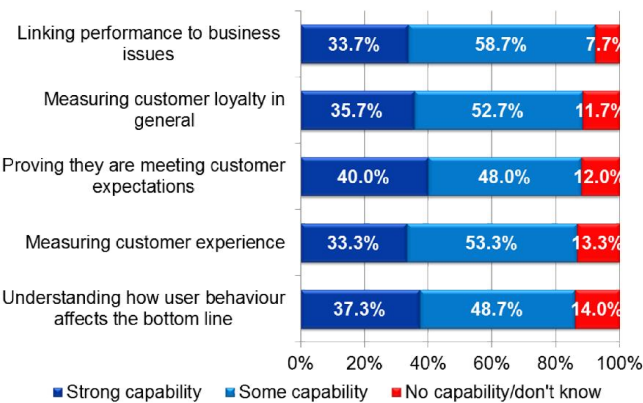 Linking performance to business
issues
33.7% 58.7% 7.7%
Measuring customer loyalty in
general
35.7% 52.7% 11.7%
Proving they are meeting customer
expectations
40.0% 48.0% 12.0%
Measuring customer experience
33.3% 53.3% 13.3%
Understanding how user behaviour
affects the bottom line
37.3% 48.7% 14.0%
0% 20% 40% 60% 80% 100%
Strong capability Some capability No capability/don't know